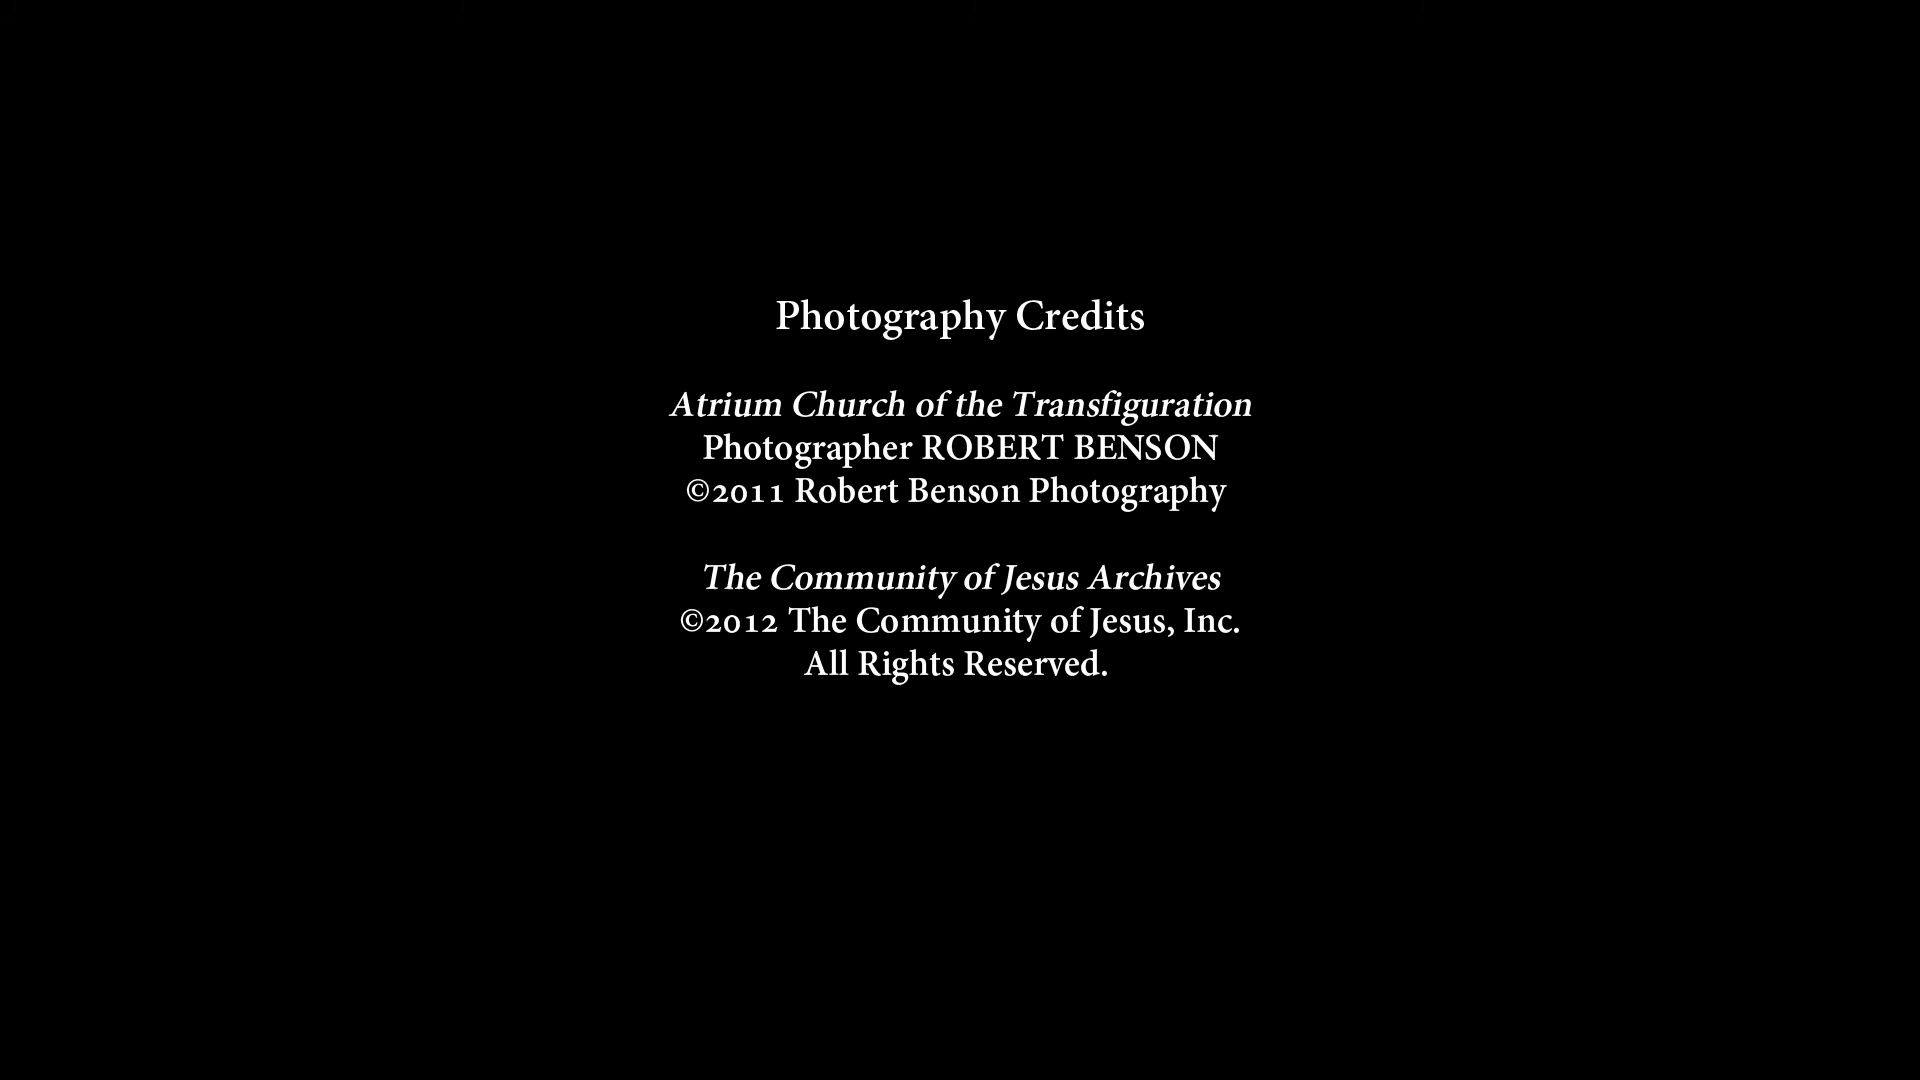 Photography Credits
Atrium Church of the Transfiguration
Photographer ROBERT BENSON
©2011 Robert Benson Photography
The Community of Jesus Archives
©2012 The Community of Jesus, Inc.
All Rights Reserved.